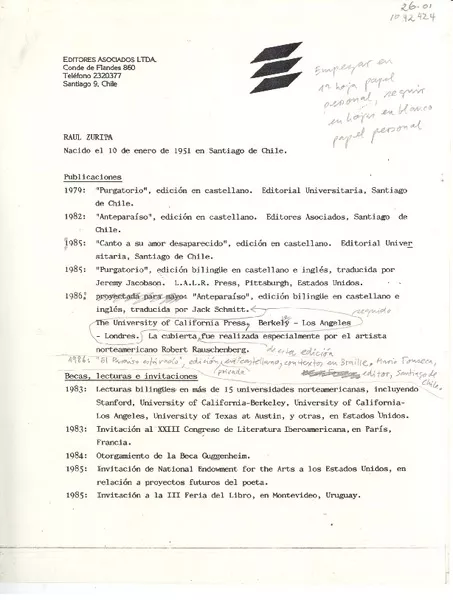 26-01
1072424
EDITORES ASOCIADOS LTDA.
Conde de Flandes 860
Teléfono 2320377
Santiago 9, Chile
Empezar en
1a hoja papel
personal, seguir
en hojas en blanco
papel personal
RAUL ZURITA
Nacido el 10 de enero de 1951 en Santiago de Chile.
Publicaciones
1979: "Purgatorio", edición en castellano. Editorial Universitaria, Santiago
de Chile.
1982: "Anteparaíso", edición en castellano. Editores Asociados, Santiago de
Chile.
1985: "Canto a su amor desaparecido", edición en castellano. Editorial Univer
sitaria, Santiago de Chile.
1985: "Purgatorio", edición bilingüe en castellano e inglés, traducida por
Jeremy Jacobson. L.A.L.R. Press, Pittsburgh, Estados Unidos.
1986: proyectada para mayo: "Anteparaíso", edición bilingüe en castellano e
inglés, traducida por Jack Schmitt.
seguido
The University of California Press, Berkely - Los Angeles
- Londres. La cubierta fue realizada especialmente por el artista
norteamericano Robert Rauschenberg.
de esta edición
1986: "El Paraíso está vacío", edición en castellano, con texto en Braille. Mario Fonseca,
privada
editor, Santiago de
Chile.
Becas, lecturas e invitaciones
1983: Lecturas bilingües en más de 15 universidades norteamericanas, incluyendo
Stanford, University of California-Berkeley, University of California-
Los Angeles, University of Texas at Austin, y otras, en Estados Unidos.
1983: Invitación al XXIII Congreso de Literatura Iberoamericana, en París,
Francia.
1984: Otorgamiento de la Beca Guggenheim.
1985: Invitación de National Endowment for the Arts a los Estados Unidos, en
relación a proyectos futuros del poeta.
1985: Invitación a la III Feria del Libro, en Montevideo, Uruguay.